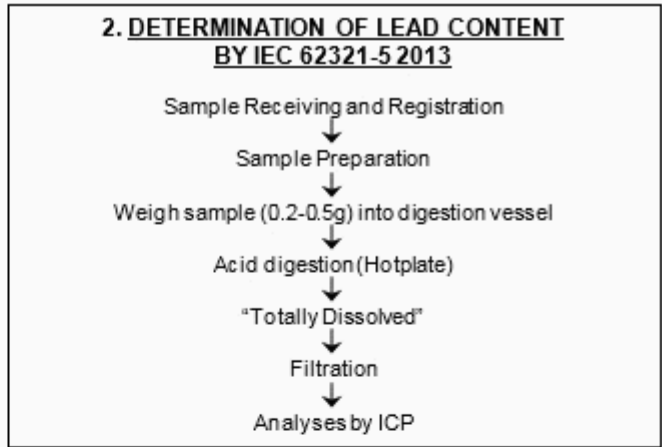 2. DETERMINATION OF LEAD CONTENT
BY IEC 62321-5 2013
Sample Receiving and Registration
Sample Preparation
Weigh sample (0.2-0.5g) into digestion vessel
Acid digestion (Hotplate)
“Totally Dissolved”
Filtration
Analyses by ICP